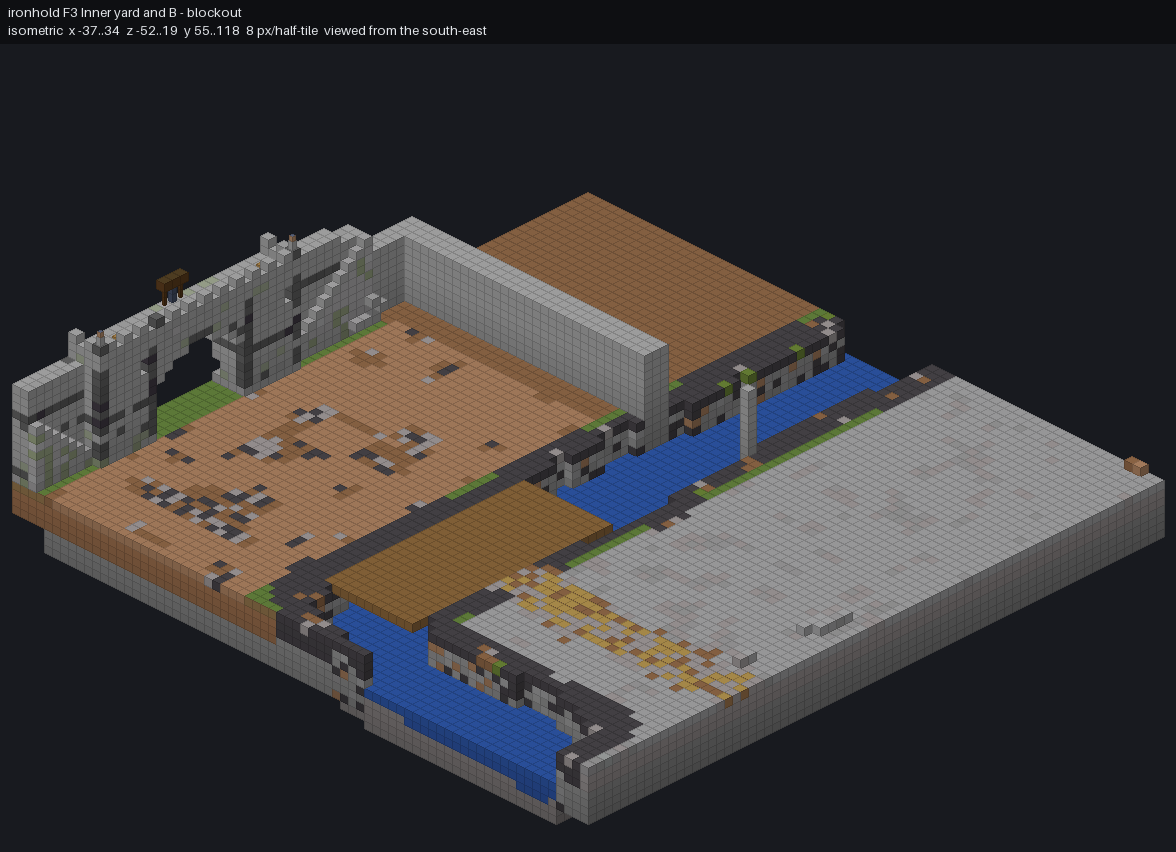 ironhold F3 Inner yard and B - blockout
isometric  x -37..34  z -52..19  y 55..118  8 px/half-tile  viewed from the south-east